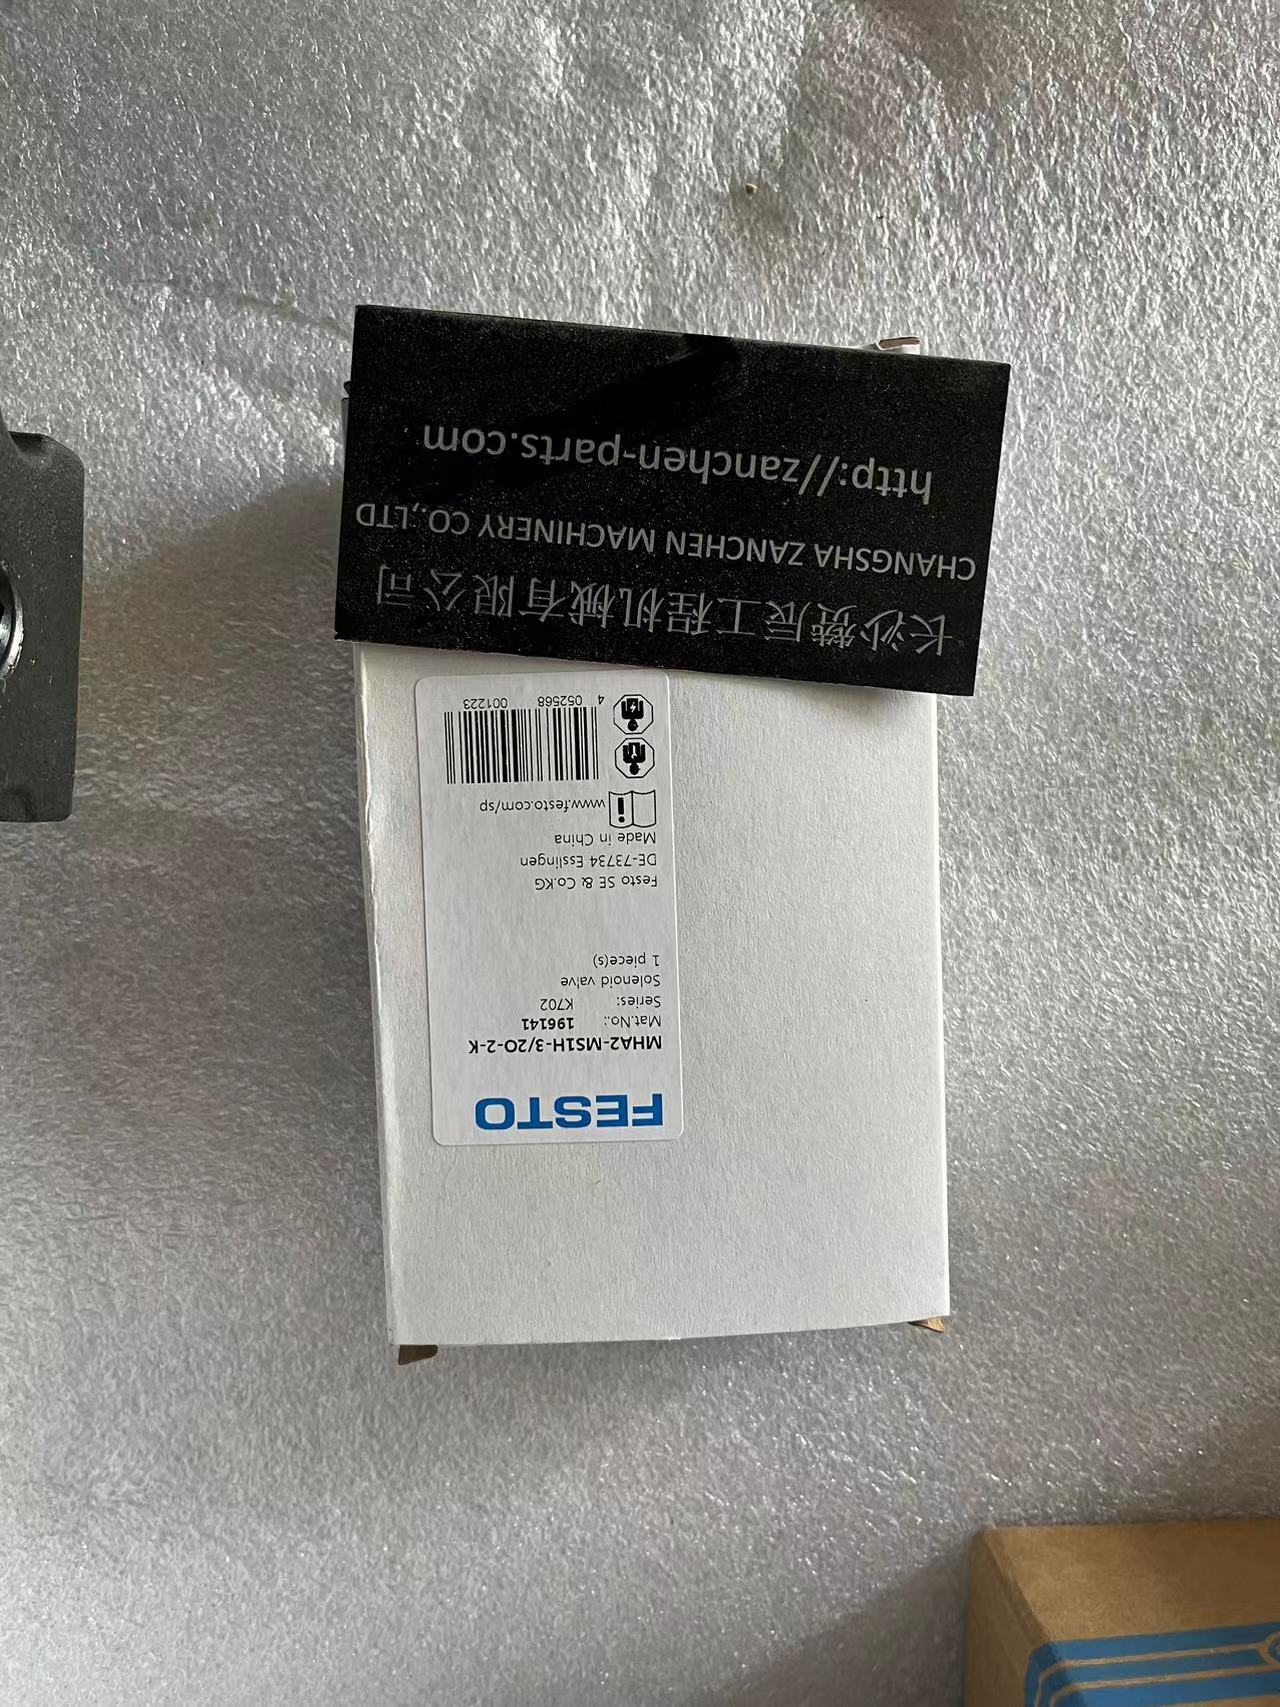 长沙赞辰工程机械有限公司
CHANGSHA ZANCHEN MACHINERY CO.,LTD
http://zanchen-parts.com
FESTO
MHA2-MS1H-3/2O-2-K
Mat.No.: 196141
Series: K702
Solenoid valve
1 piece(s)
Festo SE & Co.KG
DE-73734 Esslingen
Made in China
www.festo.com/sp
4 052568 001223